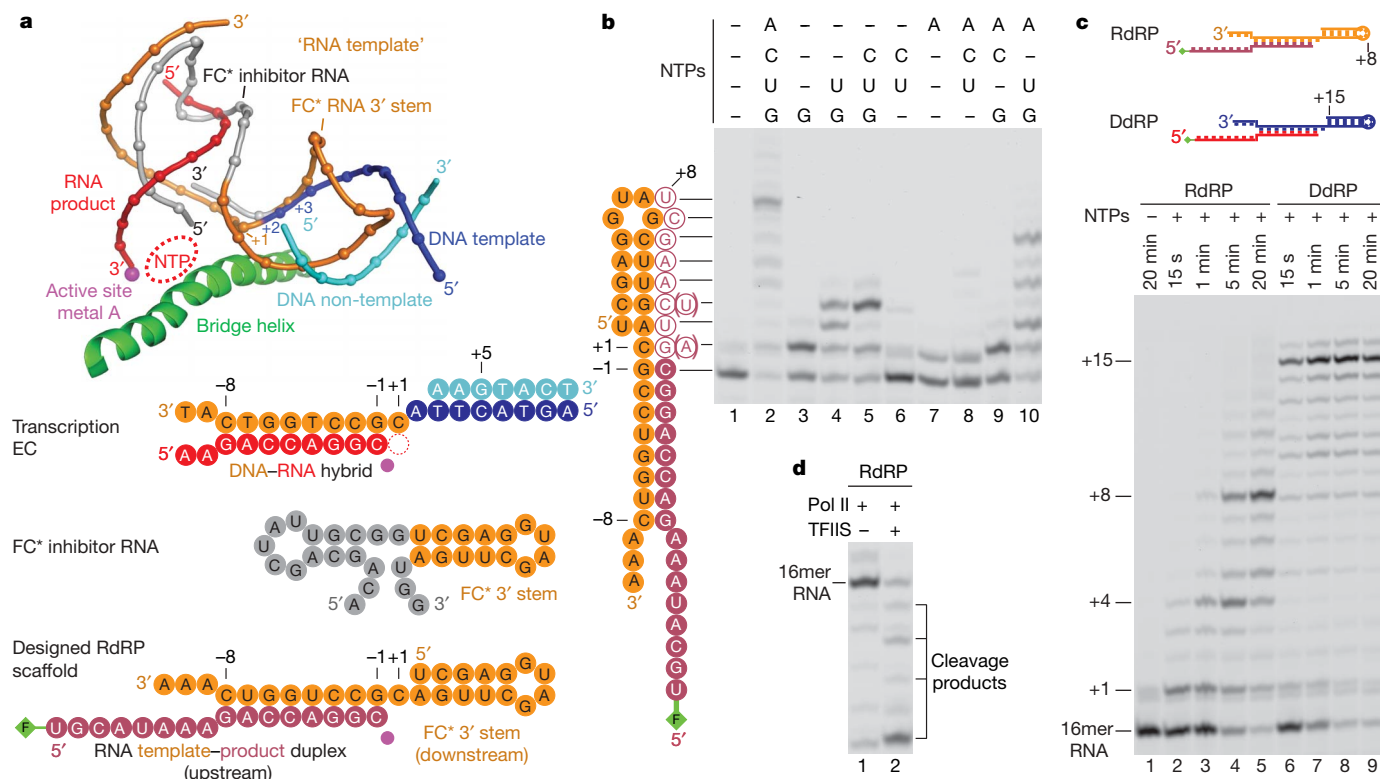 a
3′
'RNA template'
5′
FC* inhibitor RNA
FC* RNA 3′ stem
3′
3′
RNA
product
5′
+1
+2
+3
5′
DNA template
NTP
3′
Active site
metal A
DNA non-template
5′
Bridge helix
−8
−1 +1
+5
A A G T A C T 3′
3′ T A C T G G T C C G C A T T C A T G A 5′
Transcription
EC
5′ A A G A C C A G G C
DNA–RNA hybrid
FC* inhibitor RNA
A U U G C G G U C G A G G U
U C G A C G A G A U U C G A
5′ A C A
U G G 3′
FC* 3′ stem
Designed RdRP
scaffold
−8
−1 +1
5′
U C G A G G U
3′ A A A C U G G U C C G C A G U U C G A
F U G C A U A A A G A C C A G G C
5′
RNA template–product duplex
(upstream)
FC* 3′ stem
(downstream)
b
NTPs
– A – – – – A A A A
– C – – C C – C C –
– U – U U U – U – U
– G G G G – – – G G
+8
U A U
G G C
G C G
A U A
G U A
C G C (U)
5′ U A U
+1 C G (A)
−1 G C
C G
C G
U A
G C
G C
U A
−8 C G
A A
A A
A A
3′
U
A
C
G
U
F
5′
1 2 3 4 5 6 7 8 9 10
c
RdRP
3′
5′
+8
DdRP
3′
5′
+15
RdRP DdRP
NTPs – + + + + + + + +
20 min 15 s 1 min 5 min 20 min 15 s 1 min 5 min 20 min
+15
+8
+4
+1
16mer
RNA
1 2 3 4 5 6 7 8 9
d
RdRP
Pol II + +
TFIIS – +
16mer
RNA
Cleavage
products
1 2